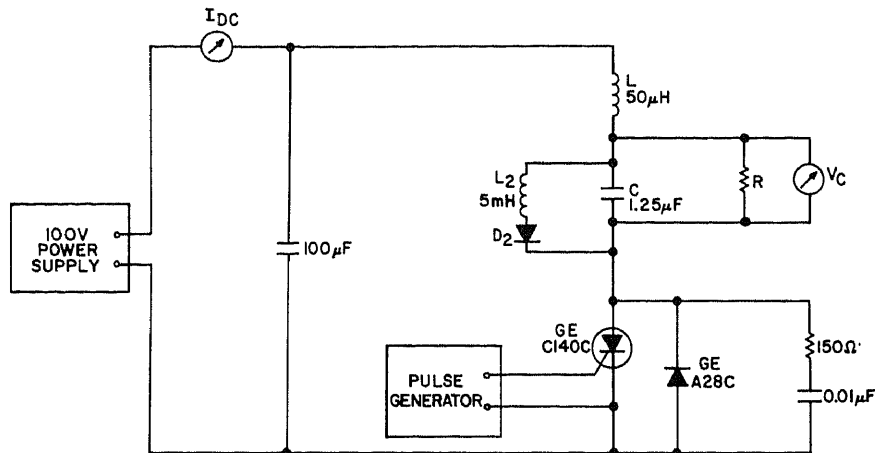 I DC
L
50μH
L2
5mH
C
1.25μF
R
VC
D2
100V
POWER
SUPPLY
100μF
GE
C140C
GE
A28C
150Ω
0.01μF
PULSE
GENERATOR